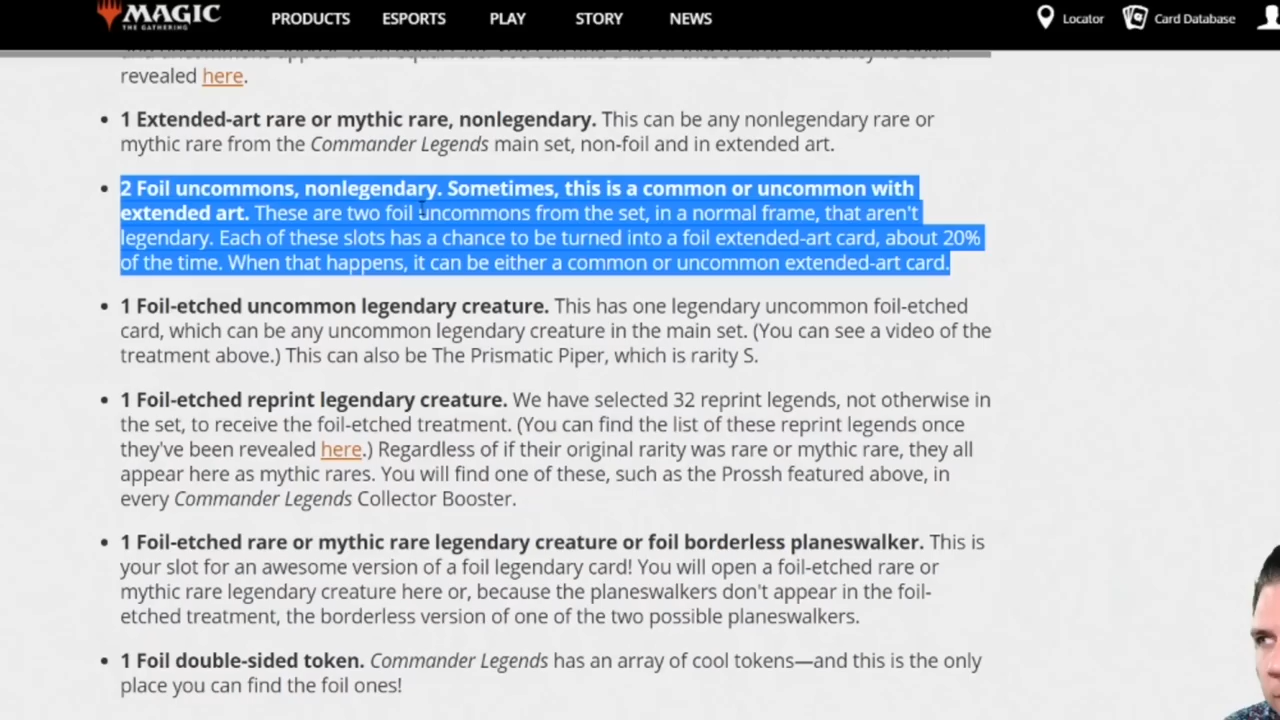 MAGIC
THE GATHERING
PRODUCTS ESPORTS PLAY STORY NEWS Locator Card Database
revealed here.
• 1 Extended-art rare or mythic rare, nonlegendary. This can be any nonlegendary rare or
mythic rare from the Commander Legends main set, non-foil and in extended art.
• 2 Foil uncommons, nonlegendary. Sometimes, this is a common or uncommon with
extended art. These are two foil uncommons from the set, in a normal frame, that aren't
legendary. Each of these slots has a chance to be turned into a foil extended-art card, about 20%
of the time. When that happens, it can be either a common or uncommon extended-art card.
• 1 Foil-etched uncommon legendary creature. This has one legendary uncommon foil-etched
card, which can be any uncommon legendary creature in the main set. (You can see a video of the
treatment above.) This can also be The Prismatic Piper, which is rarity S.
• 1 Foil-etched reprint legendary creature. We have selected 32 reprint legends, not otherwise in
the set, to receive the foil-etched treatment. (You can find the list of these reprint legends once
they've been revealed here.) Regardless of if their original rarity was rare or mythic rare, they all
appear here as mythic rares. You will find one of these, such as the Prossh featured above, in
every Commander Legends Collector Booster.
• 1 Foil-etched rare or mythic rare legendary creature or foil borderless planeswalker. This is
your slot for an awesome version of a foil legendary card! You will open a foil-etched rare or
mythic rare legendary creature here or, because the planeswalkers don't appear in the foil-
etched treatment, the borderless version of one of the two possible planeswalkers.
• 1 Foil double-sided token. Commander Legends has an array of cool tokens—and this is the only
place you can find the foil ones!